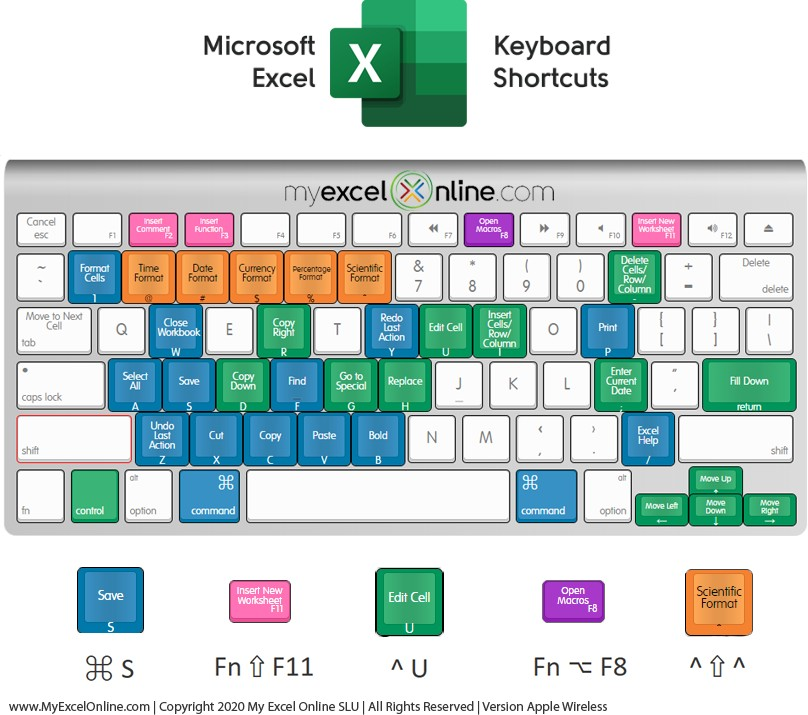 Microsoft
Excel
X
Keyboard
Shortcuts
myexcelonline.com
Cancel
esc
F1
Insert
Comment
F2
Insert
Function
F3
F4
F5
F6
F7
Open
Macros
F8
F9
F10
Insert New
Worksheet
F11
F12
~
`
Format
Cells
1
Time
Format
@
Date
Format
#
Currency
Format
$
Percentage
Format
%
Scientific
Format
^
&
7
*
8
(
9
)
0
Delete
Cells/
Row/
Column
-
+
=
Delete
delete
Move to Next
Cell
tab
Q
Close
Workbook
W
E
Copy
Right
R
T
Redo
Last
Action
Y
Edit Cell
U
Insert
Cells/
Row/
Column
I
O
Print
P
{
[
}
]
|
\
caps lock
Select
All
A
Save
S
Copy
Down
D
Find
F
Go to
Special
G
Replace
H
J
K
L
Enter
Current
Date
;
"
,
Fill Down
return
shift
Undo
Last
Action
Z
Cut
X
Copy
C
Paste
V
Bold
B
N
M
Excel
Help
/
shift
fn
control
alt
option
⌘
command
⌘
command
alt
option
Move Up
Move Left
←
Move
Down
↓
Move
Right
→
Save
S
Insert New
Worksheet
F11
Edit Cell
U
Open
Macros
F8
Scientific
Format
^
⌘ S
Fn ⇧ F11
^ U
Fn ⌥ F8
^ ⇧ ^
www.MyExcelOnline.com | Copyright 2020 My Excel Online SLU | All Rights Reserved | Version Apple Wireless